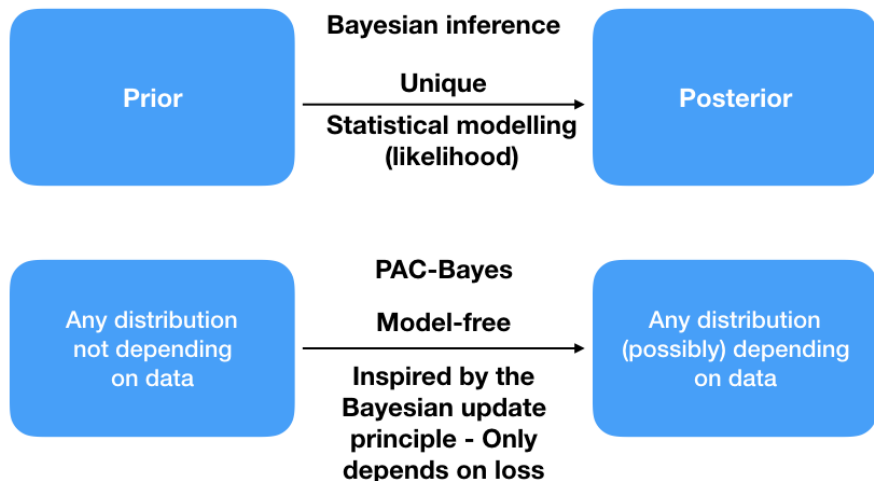 Bayesian inference
Prior
Unique
Statistical modelling
(likelihood)
Posterior
PAC-Bayes
Any distribution
not depending
on data
Model-free
Inspired by the
Bayesian update
principle - Only
depends on loss
Any distribution
(possibly) depending
on data